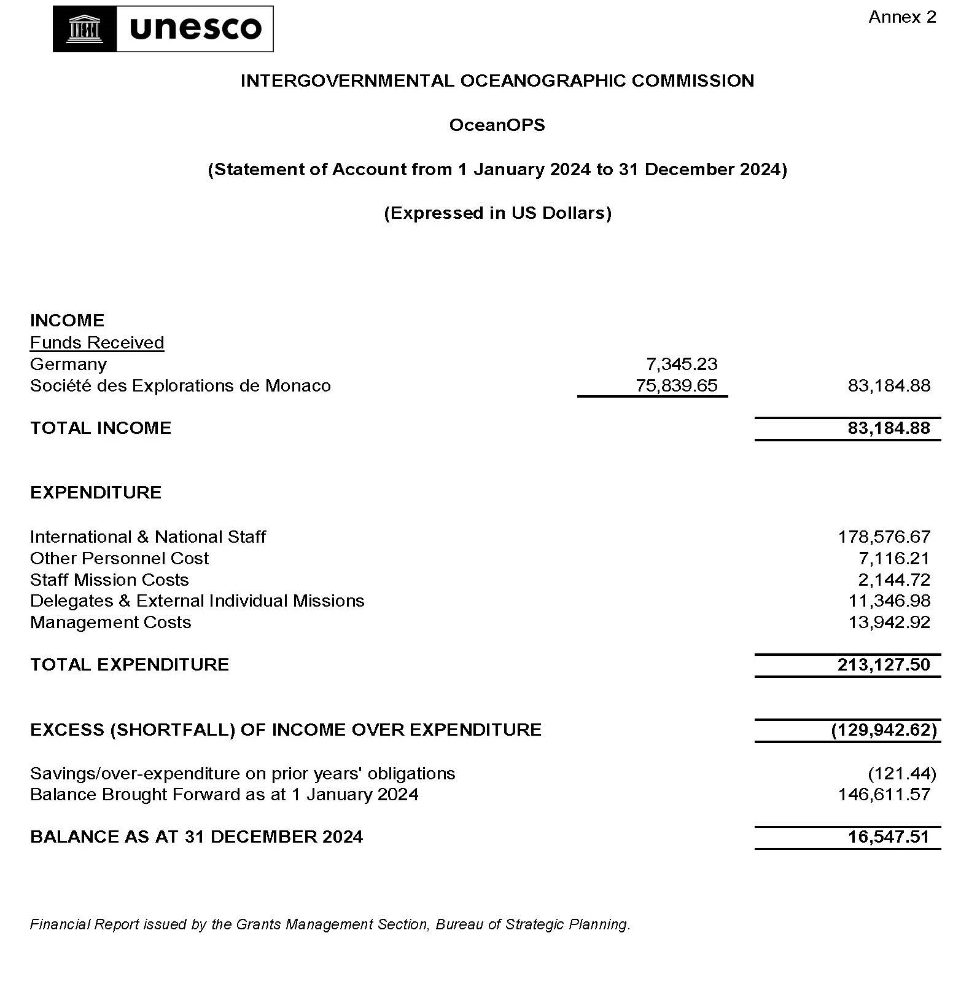 UNESCO unesco
Annex 2
INTERGOVERNMENTAL OCEANOGRAPHIC COMMISSION
OceanOPS
(Statement of Account from 1 January 2024 to 31 December 2024)
(Expressed in US Dollars)
INCOME
Funds Received
Germany 7,345.23
Société des Explorations de Monaco 75,839.65 83,184.88
TOTAL INCOME 83,184.88
EXPENDITURE
International & National Staff 178,576.67
Other Personnel Cost 7,116.21
Staff Mission Costs 2,144.72
Delegates & External Individual Missions 11,346.98
Management Costs 13,942.92
TOTAL EXPENDITURE 213,127.50
EXCESS (SHORTFALL) OF INCOME OVER EXPENDITURE (129,942.62)
Savings/over-expenditure on prior years' obligations (121.44)
Balance Brought Forward as at 1 January 2024 146,611.57
BALANCE AS AT 31 DECEMBER 2024 16,547.51
Financial Report issued by the Grants Management Section, Bureau of Strategic Planning.